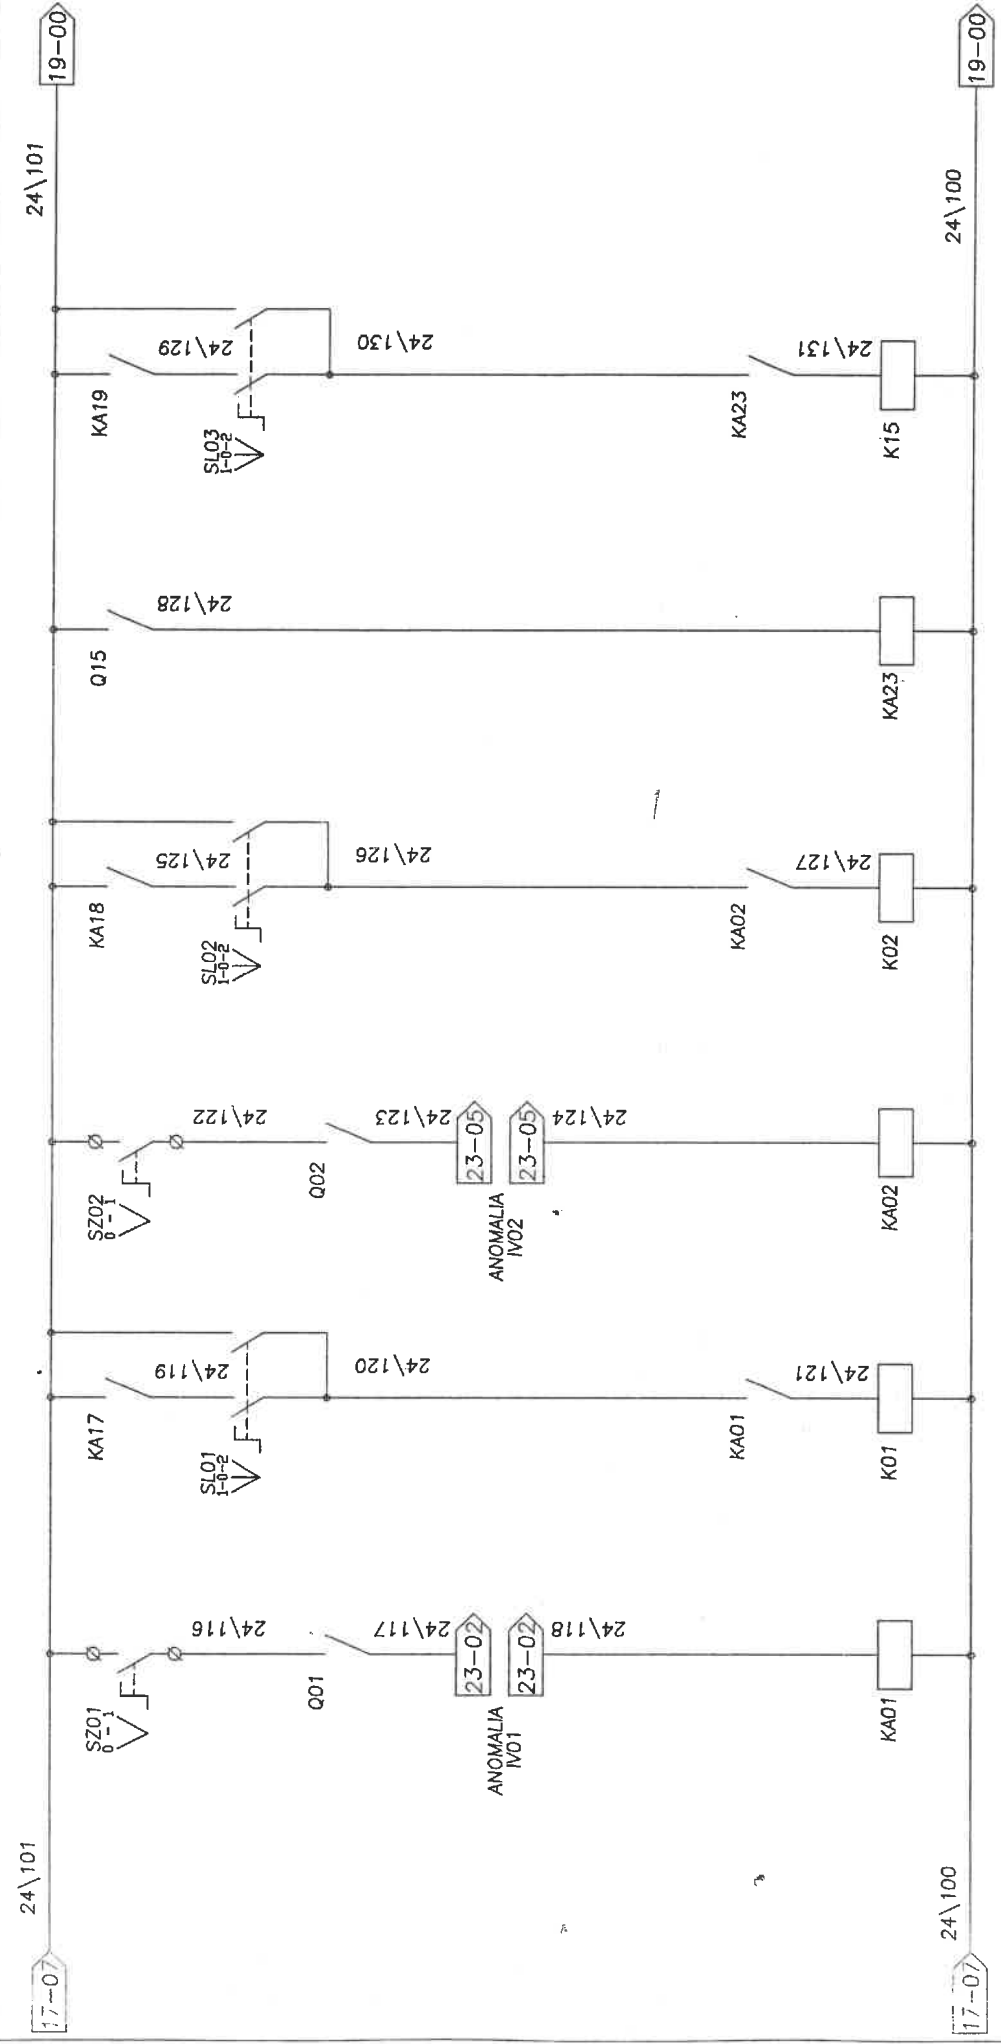 17-07
24\101
24\101
19-00
SZ01
0 - 1
24\116
Q01
24\117
23-02
ANOMALIA
IV01
23-02
24\118
KA01
KA17
24\119
SL01
1-0-2
24\120
KA01
24\121
K01
SZ02
0 - 1
24\122
Q02
24\123
23-05
ANOMALIA
IV02
23-05
24\124
KA02
KA18
24\125
SL02
1-0-2
24\126
KA02
24\127
K02
Q15
24\128
KA23
KA19
24\129
SL03
1-0-2
24\130
KA23
24\131
K15
17-07
24\100
24\100
19-00